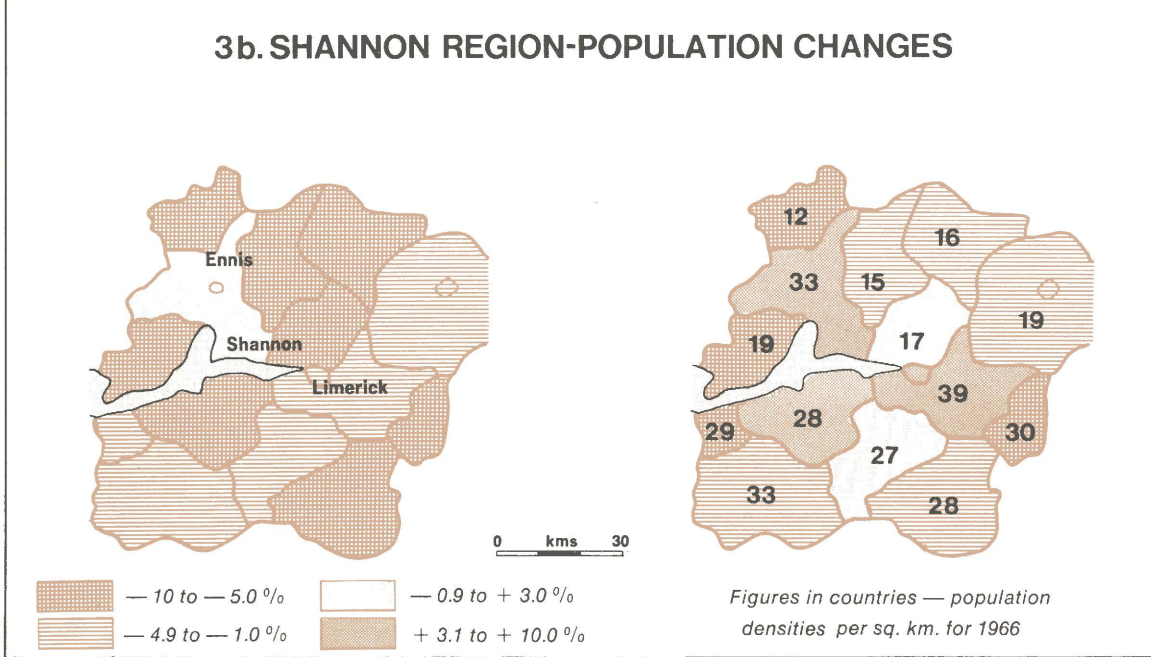 3b. SHANNON REGION-POPULATION CHANGES
Ennis
Shannon
Limerick
12
16
33
15
19
19
17
39
28
29
30
27
33
28
0 kms 30
— 10 to — 5.0 %
— 0.9 to + 3.0 %
— 4.9 to — 1.0 %
+ 3.1 to + 10.0 %
Figures in countries — population
densities per sq. km. for 1966